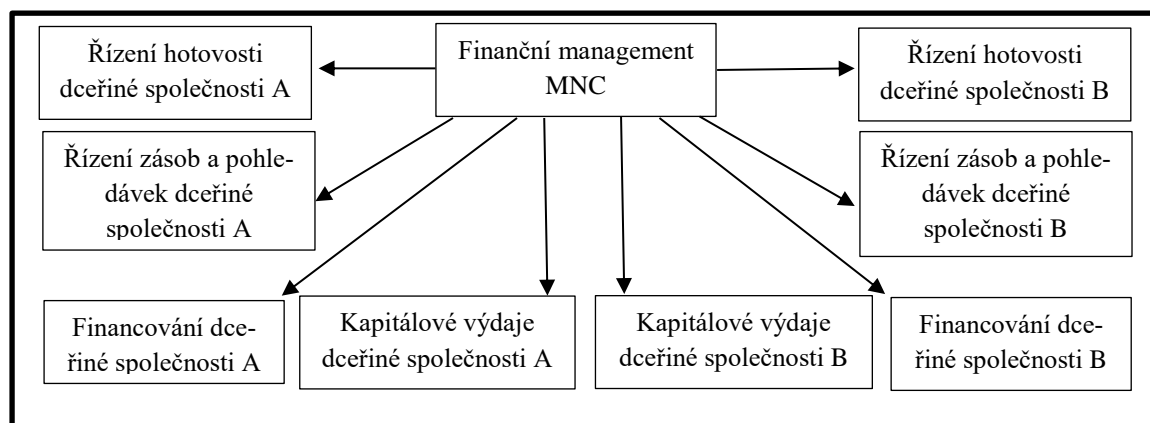 Řízení hotovosti
dceřiné společnosti A
Finanční management
MNC
Řízení hotovosti
dceřiné společnosti
B
Řízení zásob a pohle-
dávek dceřiné
společnosti A
Řízení zásob a pohle-
dávek dceřiné
společnosti B
Financování dce-
řiné společnosti
A
Kapitálové výdaje
dceřiné společnosti A
Kapitálové výdaje
dceřiné společnosti B
Financování dce-
řiné společnosti
B